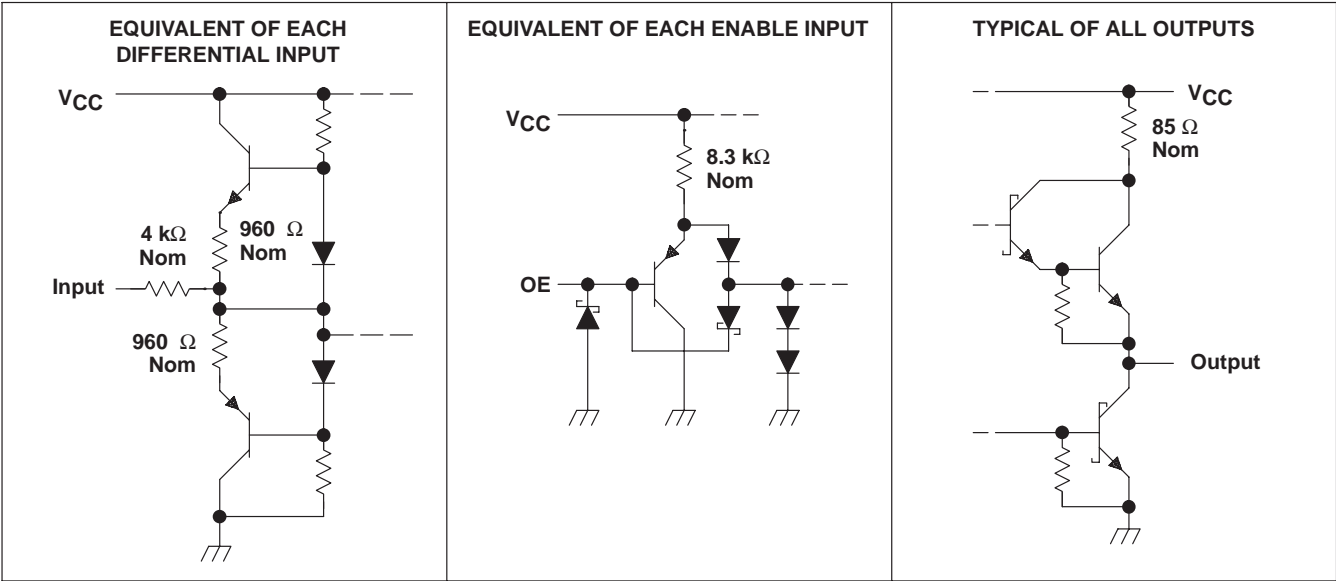 EQUIVALENT OF EACH
DIFFERENTIAL INPUT
VCC
4 kΩ
Nom
960 Ω
Nom
Input
960 Ω
Nom
EQUIVALENT OF EACH ENABLE INPUT
VCC
8.3 kΩ
Nom
OE
TYPICAL OF ALL OUTPUTS
VCC
85 Ω
Nom
Output